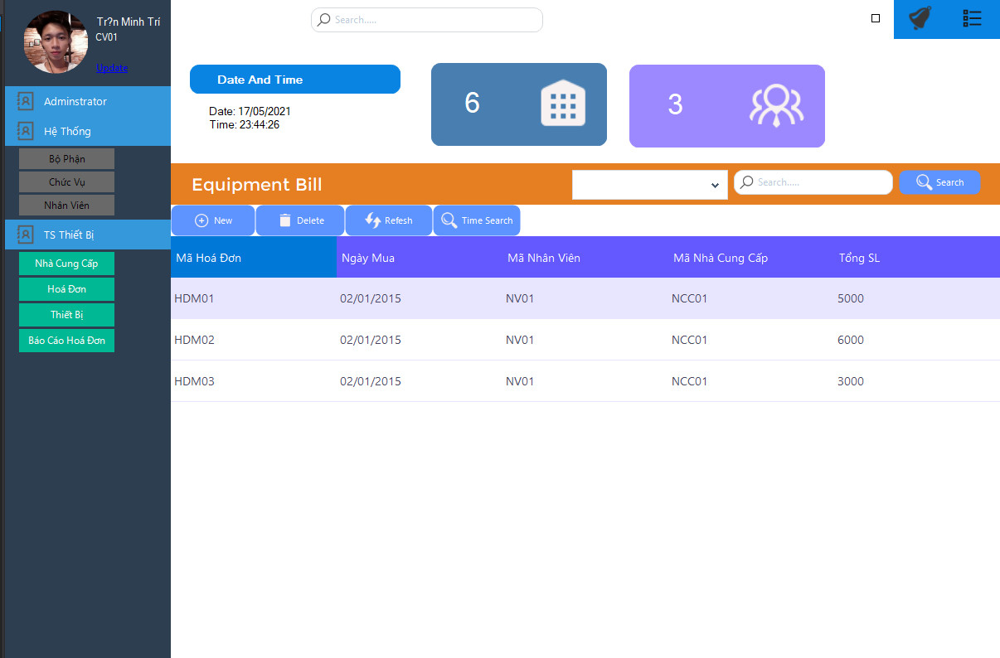 Tr?n Minh Trí
CV01
Update
Search.....
Date And Time
Date: 17/05/2021
Time: 23:44:26
6
3
Adminstrator
Hệ Thống
Bộ Phận
Chức Vụ
Nhân Viên
TS Thiết Bị
Nhà Cung Cấp
Hoá Đơn
Thiết Bị
Báo Cáo Hoá Đơn
Equipment Bill
Search.....
Search
New
Delete
Refesh
Time Search
Mã Hoá Đơn Ngày Mua Mã Nhân Viên Mã Nhà Cung Cấp Tổng SL
HDM01 02/01/2015 NV01 NCC01 5000
HDM02 02/01/2015 NV01 NCC01 6000
HDM03 02/01/2015 NV01 NCC01 3000